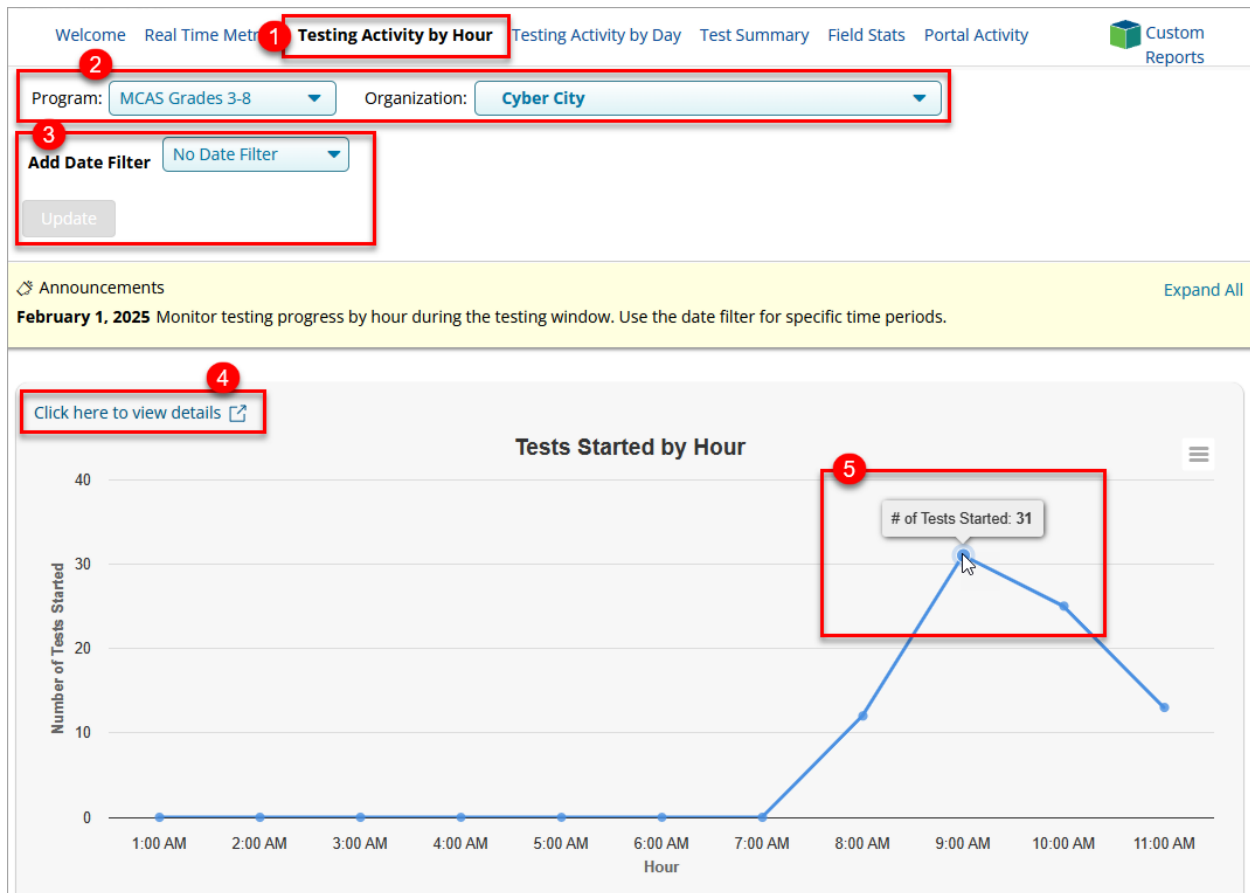 Welcome Real Time Metr 1 Testing Activity by Hour Testing Activity by Day Test Summary Field Stats Portal Activity Custom Reports
2
Program: MCAS Grades 3-8 Organization: Cyber City
3
Add Date Filter No Date Filter
Update
Announcements Expand All
February 1, 2025 Monitor testing progress by hour during the testing window. Use the date filter for specific time periods.
4
Click here to view details
Tests Started by Hour
5
# of Tests Started: 31
Number of Tests Started
40
30
20
10
0
1:00 AM 2:00 AM 3:00 AM 4:00 AM 5:00 AM 6:00 AM 7:00 AM 8:00 AM 9:00 AM 10:00 AM 11:00 AM
Hour